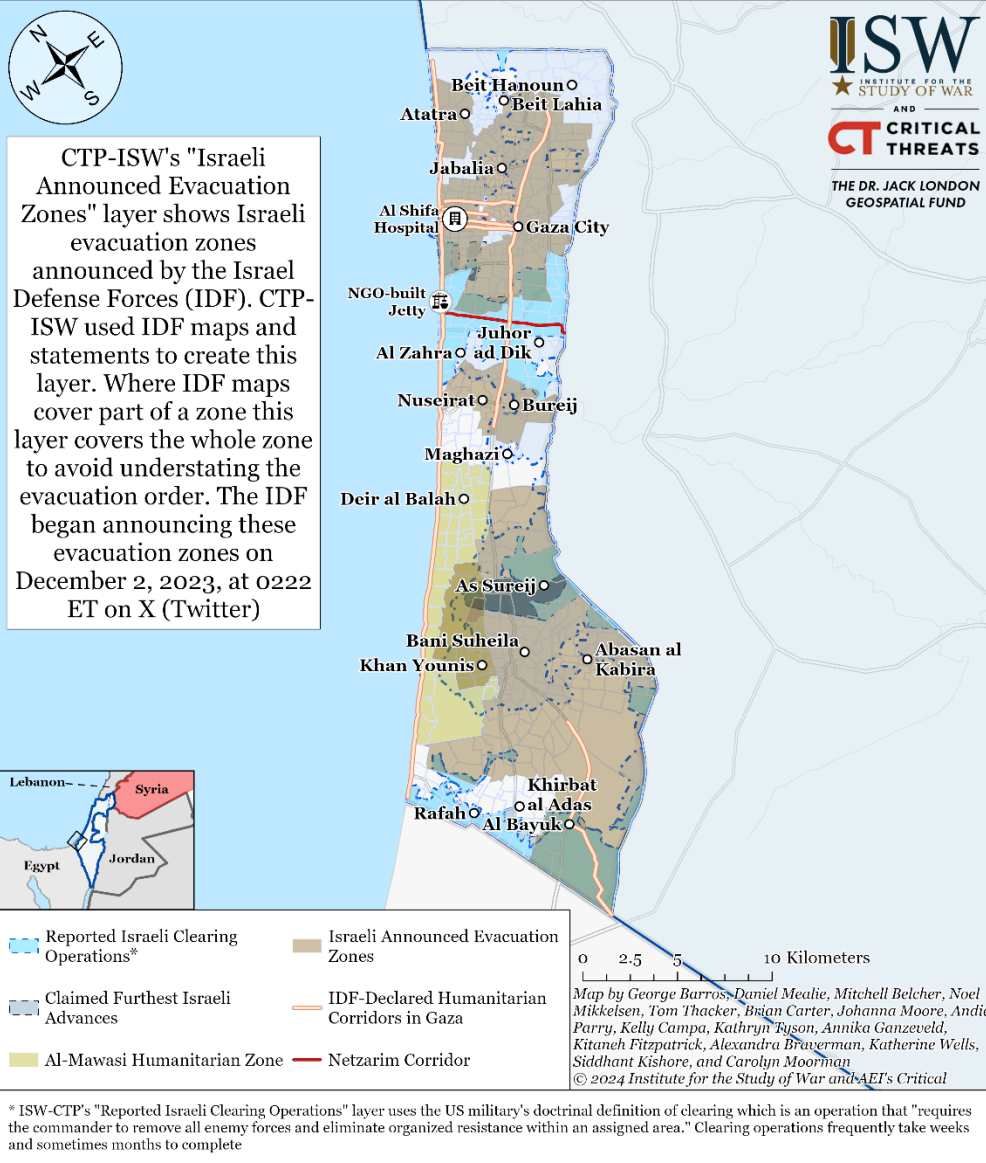 N
E
W
S
ISW
INSTITUTE FOR THE
STUDY OF WAR
AND
CT CRITICAL
THREATS
THE DR. JACK LONDON
GEOSPATIAL FUND
CTP-ISW's "Israeli
Announced Evacuation
Zones" layer shows Israeli
evacuation zones
announced by the Israel
Defense Forces (IDF). CTP-
ISW used IDF maps and
statements to create this
layer. Where IDF maps
cover part of a zone this
layer covers the whole zone
to avoid understating the
evacuation order. The IDF
began announcing these
evacuation zones on
December 2, 2023, at 0222
ET on X (Twitter)
Beit Hanoun
Beit Lahia
Atatra
Jabalia
Al Shifa
Hospital
Gaza City
NGO-built
Jetty
Juhor
ad Dik
Al Zahra
Nuseirat
Bureij
Maghazi
Deir al Balah
As Sureij
Bani Suheila
Abasan al
Kabira
Khan Younis
Khirbat
al Adas
Rafah
Al Bayuk
Lebanon
Syria
Jordan
Egypt
Reported Israeli Clearing
Operations*
Claimed Furthest Israeli
Advances
Al-Mawasi Humanitarian Zone
Israeli Announced Evacuation
Zones
IDF-Declared Humanitarian
Corridors in Gaza
Netzarim Corridor
0 2.5 5 10 Kilometers
Map by George Barros, Daniel Mealie, Mitchell Belcher, Noel
Mikkelsen, Tom Thacker, Brian Carter, Johanna Moore, Andie
Parry, Kelly Campa, Kathryn Tyson, Annika Ganzeveld,
Kitaneh Fitzpatrick, Alexandra Braverman, Katherine Wells,
Siddhant Kishore, and Carolyn Moorman
© 2024 Institute for the Study of War and AEI's Critical
* ISW-CTP's "Reported Israeli Clearing Operations" layer uses the US military's doctrinal definition of clearing which is an operation that "requires
the commander to remove all enemy forces and eliminate organized resistance within an assigned area." Clearing operations frequently take weeks
and sometimes months to complete